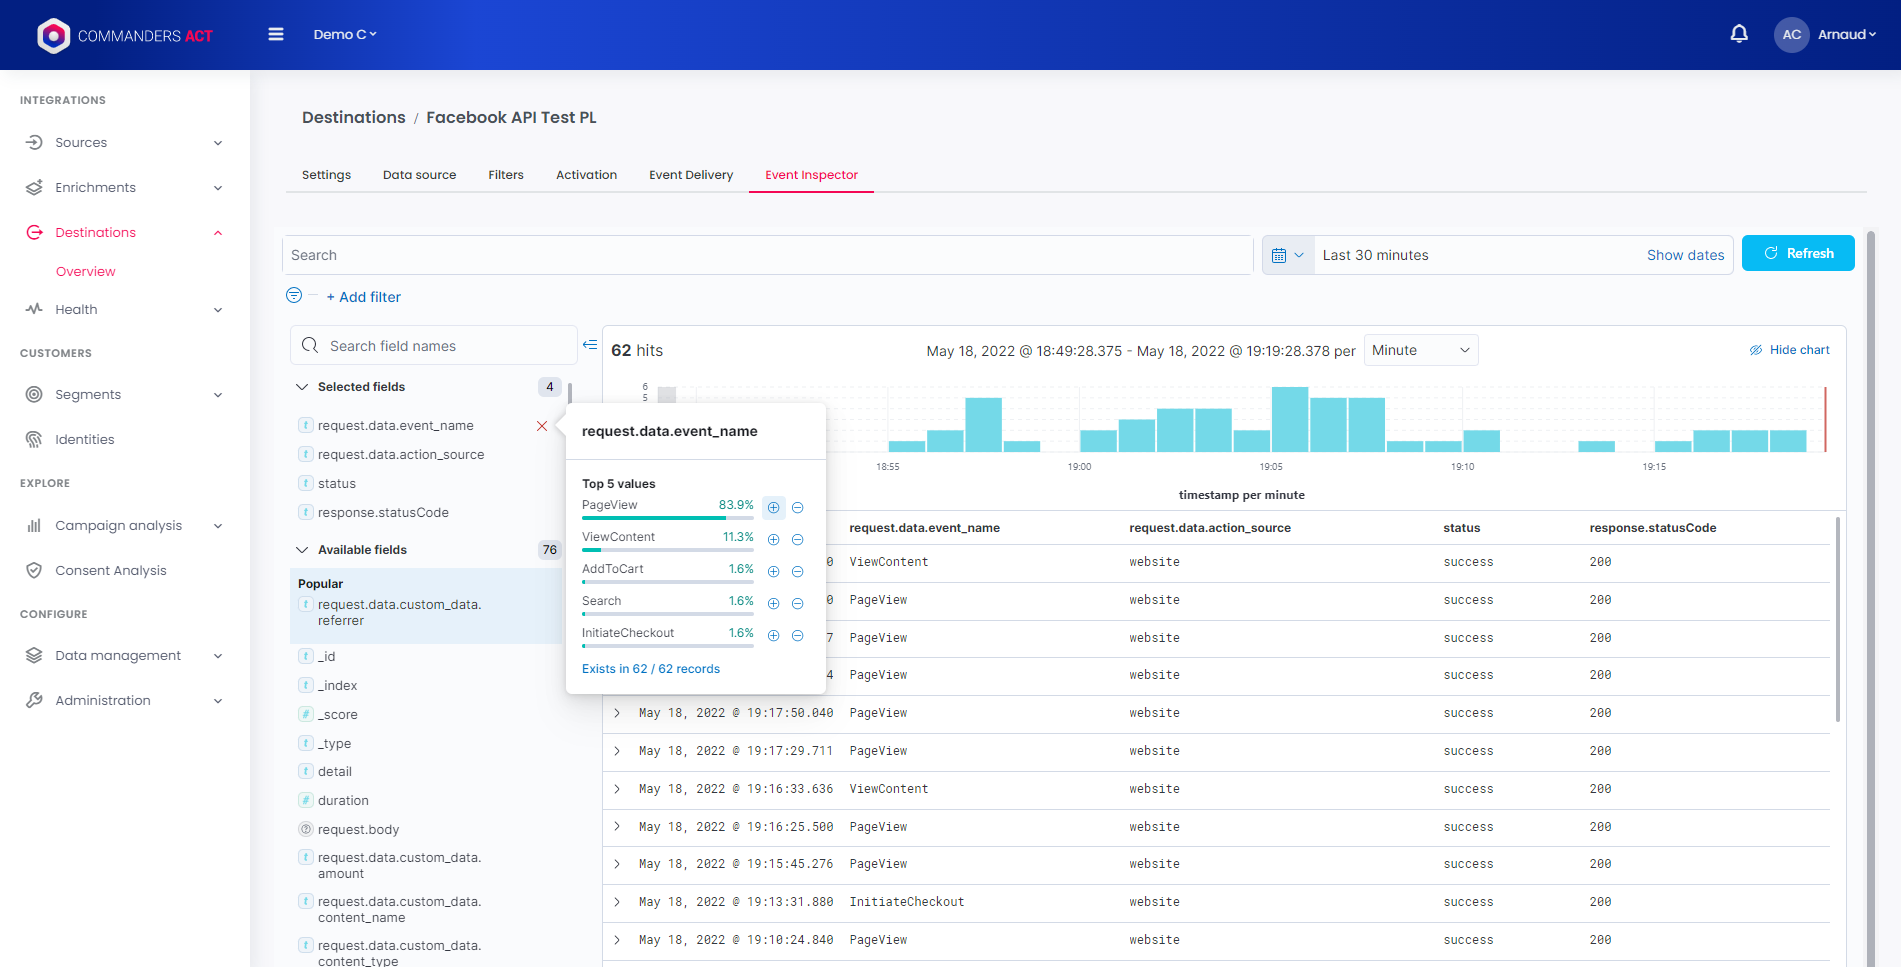 COMMANDERS ACT
Demo C
AC
Arnaud
INTEGRATIONS
Sources
Enrichments
Destinations
Overview
Health
CUSTOMERS
Segments
Identities
EXPLORE
Campaign analysis
Consent Analysis
CONFIGURE
Data management
Administration
Destinations / Facebook API Test PL
Settings
Data source
Filters
Activation
Event Delivery
Event Inspector
Search
Last 30 minutes
Show dates
Refresh
+ Add filter
Search field names
Selected fields
4
t request.data.event_name
t request.data.action_source
t status
t response.statusCode
Available fields
76
Popular
t request.data.custom_data.
referrer
t _id
t _index
# _score
t _type
t detail
# duration
? request.body
t request.data.custom_data.
amount
t request.data.custom_data.
content_name
t request.data.custom_data.
content_type
request.data.event_name
Top 5 values
PageView 83.9%
ViewContent 11.3%
AddToCart 1.6%
Search 1.6%
InitiateCheckout 1.6%
Exists in 62 / 62 records
62 hits
May 18, 2022 @ 18:49:28.375 - May 18, 2022 @ 19:19:28.378 per
Minute
Hide chart
6
5
18:55 19:00 19:05 19:10 19:15
timestamp per minute
request.data.event_name request.data.action_source status response.statusCode
0 ViewContent website success 200
0 PageView website success 200
7 PageView website success 200
4 PageView website success 200
May 18, 2022 @ 19:17:50.040 PageView website success 200
May 18, 2022 @ 19:17:29.711 PageView website success 200
May 18, 2022 @ 19:16:33.636 ViewContent website success 200
May 18, 2022 @ 19:16:25.500 PageView website success 200
May 18, 2022 @ 19:15:45.276 PageView website success 200
May 18, 2022 @ 19:13:31.880 InitiateCheckout website success 200
May 18, 2022 @ 19:10:24.840 PageView website success 200